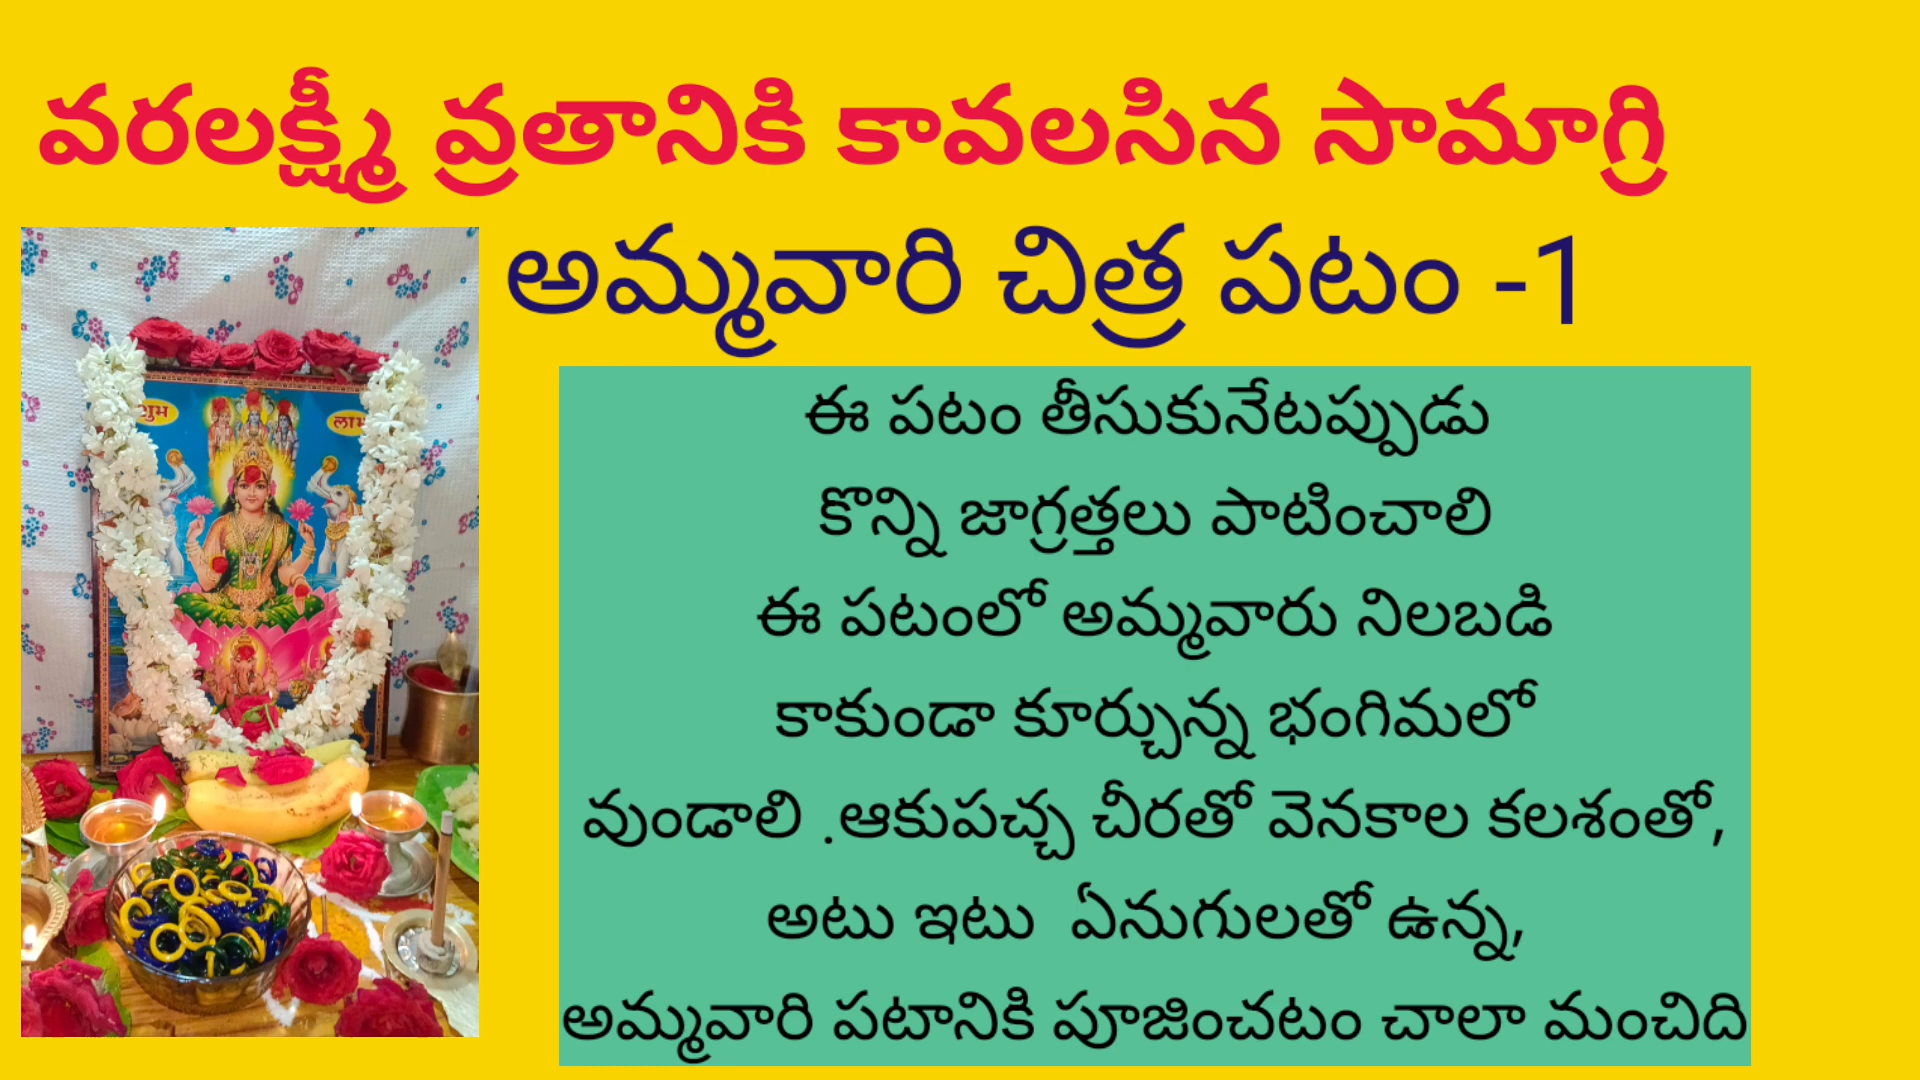 వరలక్ష్మీ వ్రతానికి కావలసిన సామాగ్రి
అమ్మవారి చిత్ర పటం -1
शुभ
लाभ
ఈ పటం తీసుకునేటప్పుడు
కొన్ని జాగ్రత్తలు పాటించాలి
ఈ పటంలో అమ్మవారు నిలబడి
కాకుండా కూర్చున్న భంగిమలో
వుండాలి .ఆకుపచ్చ చీరతో వెనకాల కలశంతో,
అటు ఇటు  ఏనుగులతో ఉన్న,
అమ్మవారి పటానికి పూజించటం చాలా మంచిది